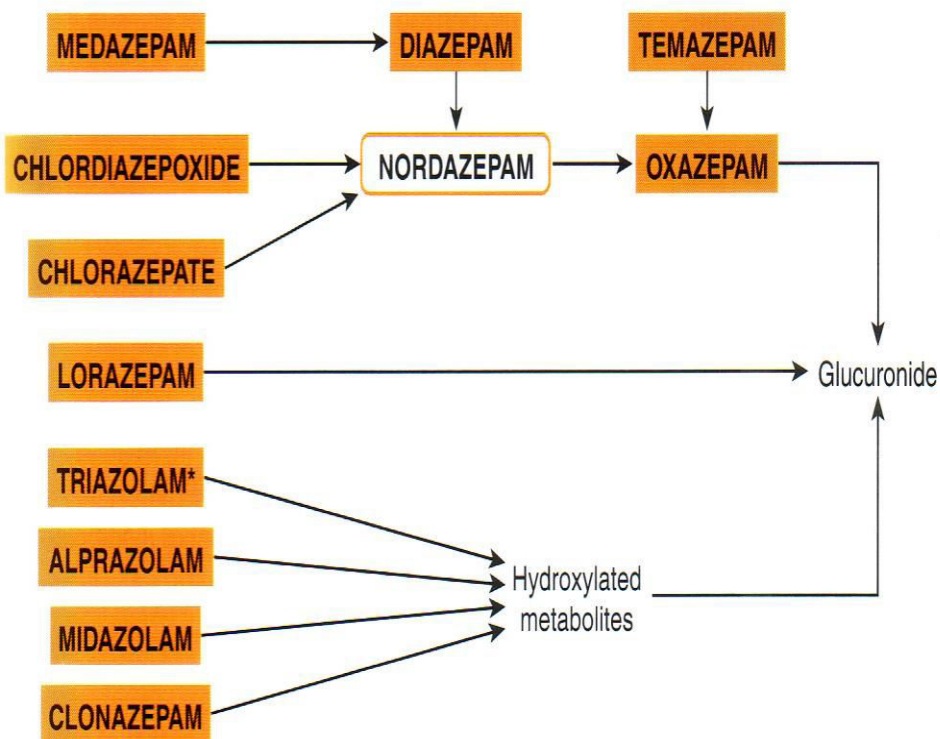 MEDAZEPAM
DIAZEPAM
TEMAZEPAM
CHLORDIAZEPOXIDE
NORDAZEPAM
OXAZEPAM
CHLORAZEPATE
LORAZEPAM
Glucuronide
TRIAZOLAM*
ALPRAZOLAM
Hydroxylated
metabolites
MIDAZOLAM
CLONAZEPAM